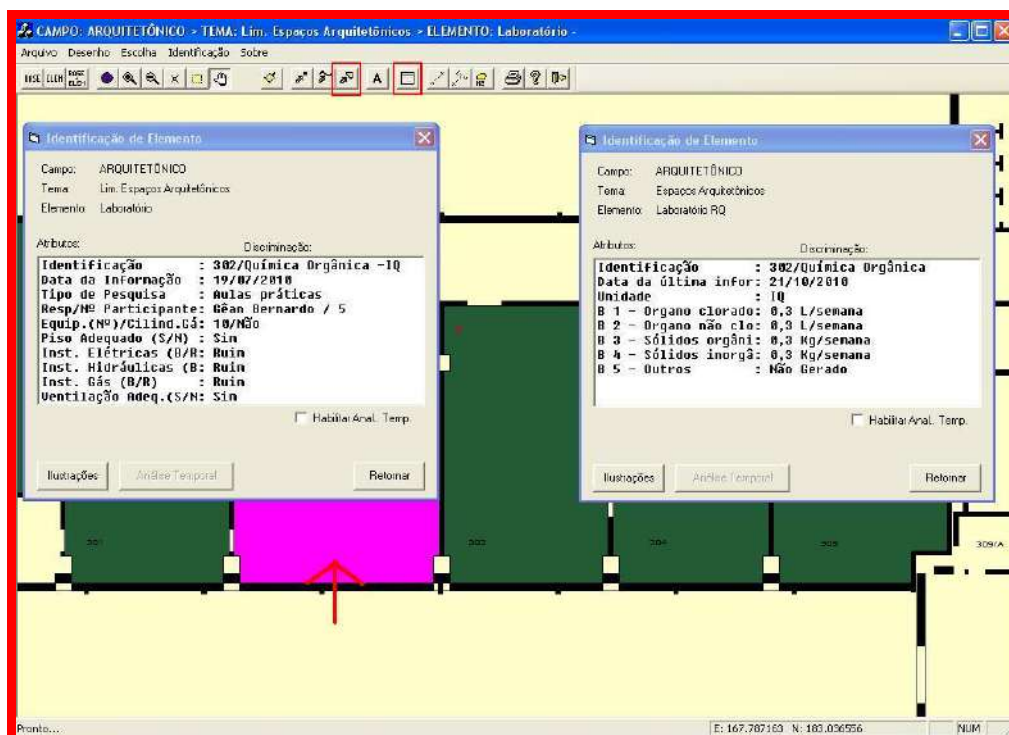 CAMPO: ARQUITETÔNICO > TEMA: Lim. Espaços Arquitetônicos > ELEMENTO: Laboratório -
Arquivo Desenho Escolha Identificação Sobre
A
Identificação de Elemento
Campo: ARQUITETÔNICO
Tema: Lim. Espaços Arquitetônicos
Elemento: Laboratório
Atributos: Discriminação:
Identificação : 302/Química Orgânica -IQ
Data da Informação : 19/07/2010
Tipo de Pesquisa : Aulas práticas
Resp/Nº Participante: Gêan Bernardo / 5
Equip.(Nº)/Cilind.Gá: 10/Não
Piso Adequado (S/N) : Sim
Inst. Elétricas (B/R: Ruin
Inst. Hidráulicas (B: Ruin
Inst. Gás (B/R) : Ruin
Ventilação Adeq.(S/N: Sim
Habilitar Anal. Temp.
Ilustrações Análise Temporal Retornar
Identificação de Elemento
Campo: ARQUITETÔNICO
Tema: Espaços Arquitetônicos
Elemento: Laboratório RQ
Atributos: Discriminação:
Identificação : 302/Química Orgânica
Data da última infor: 21/10/2010
Unidade : IQ
B 1 - Organo clorado: 0,3 L/semana
B 2 - Organo não clo: 0,3 L/semana
B 3 - Sólidos orgâni: 0,3 Kg/semana
B 4 - Sólidos inorgâ: 0,3 Kg/semana
B 5 - Outros : Não Gerado
Habilitar Anal. Temp.
Ilustrações Análise Temporal Retornar
301 303 304 305 309/A
Pronto... E: 167.787163 N: 183.036556 NUM